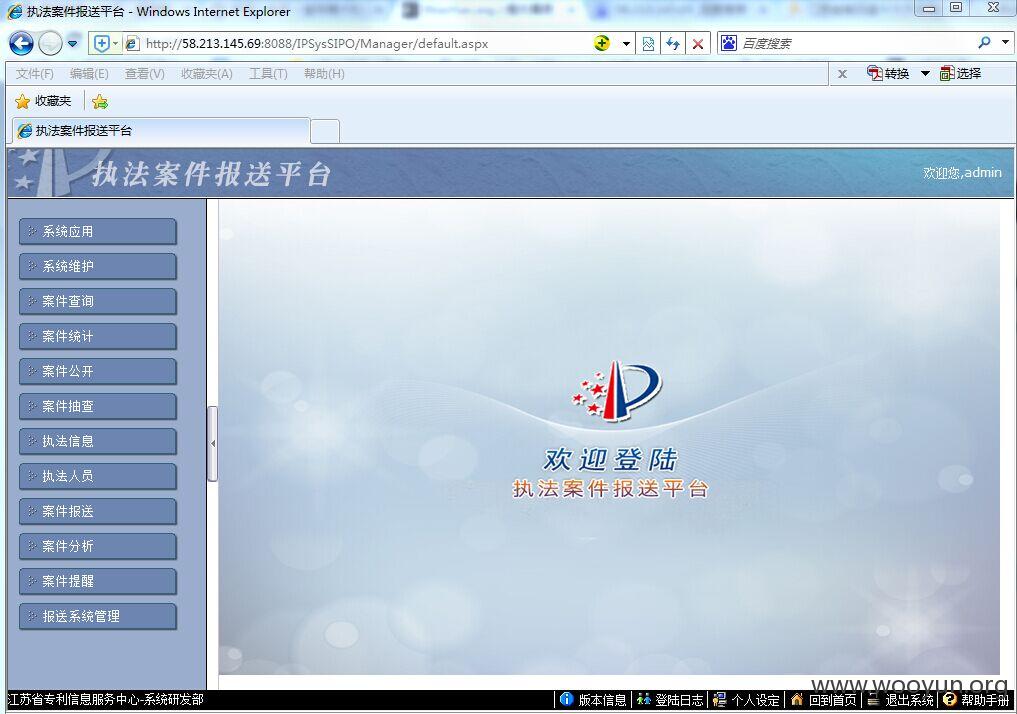 执法案件报送平台 - Windows Internet Explorer
http://58.213.145.69:8088/IPSysSIPO/Manager/default.aspx
百度搜索
文件(F) 编辑(E) 查看(V) 收藏夹(A) 工具(T) 帮助(H)
x 转换 选择
收藏夹
执法案件报送平台
执法案件报送平台
欢迎您,admin
系统应用
系统维护
案件查询
案件统计
案件公开
案件抽查
执法信息
执法人员
案件报送
案件分析
案件提醒
报送系统管理
欢迎登陆
执法案件报送平台
www.wooyun.org
江苏省专利信息服务中心-系统研发部
版本信息 登陆日志 个人设定 回到首页 退出系统 帮助手册